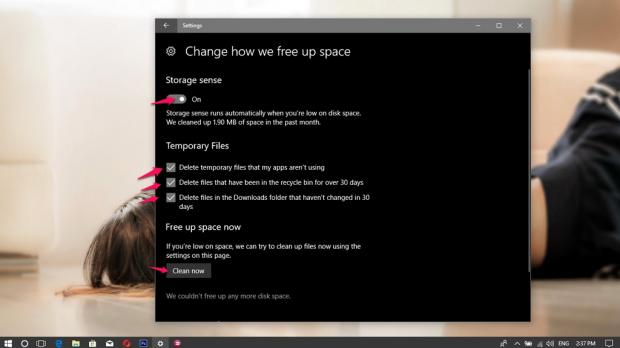 Settings
Change how we free up space
Storage sense
On
Storage sense runs automatically when you're low on disk space.
We cleaned up 1.90 MB of space in the past month.
Temporary Files
Delete temporary files that my apps aren't using
Delete files that have been in the recycle bin for over 30 days
Delete files in the Downloads folder that haven't changed in 30
days
Free up space now
If you're low on space, we can try to clean up files now using the
settings on this page.
Clean now
We couldn't free up any more disk space.
ENG 2:37 PM